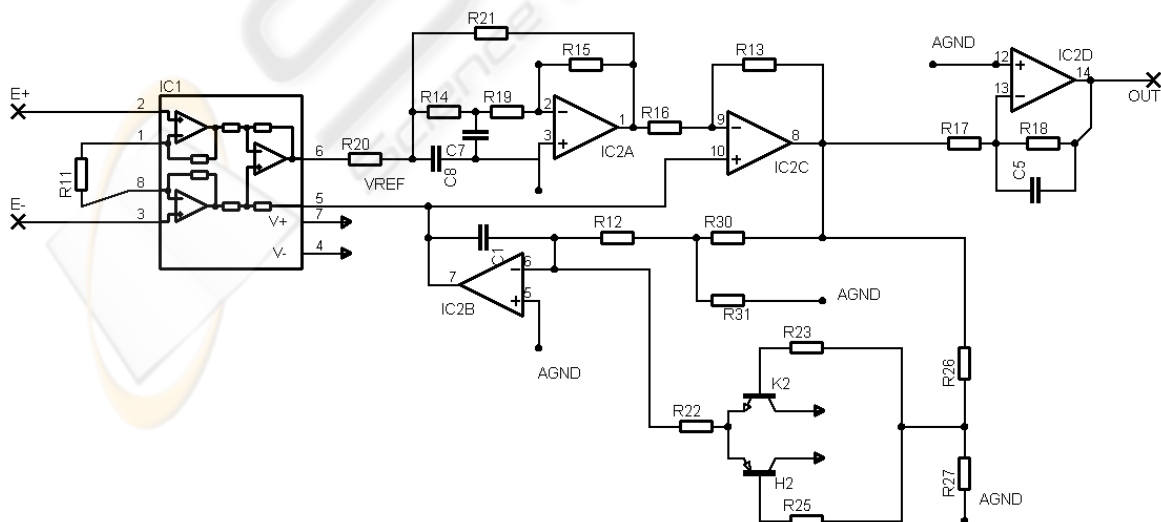 R21
R15
R14
R19
2
3
1
IC2A
C7
C8
VREF
R20
R16
R13
9
10
8
IC2C
AGND
12
13
14
IC2D
OUT
R17
R18
C5
E+
E-
IC1
2
1
8
3
R11
6
5
7
4
V+
V-
C1
R12
R30
R31
AGND
7
6
5
IC2B
AGND
R23
K2
R22
H2
R25
R26
R27
AGND